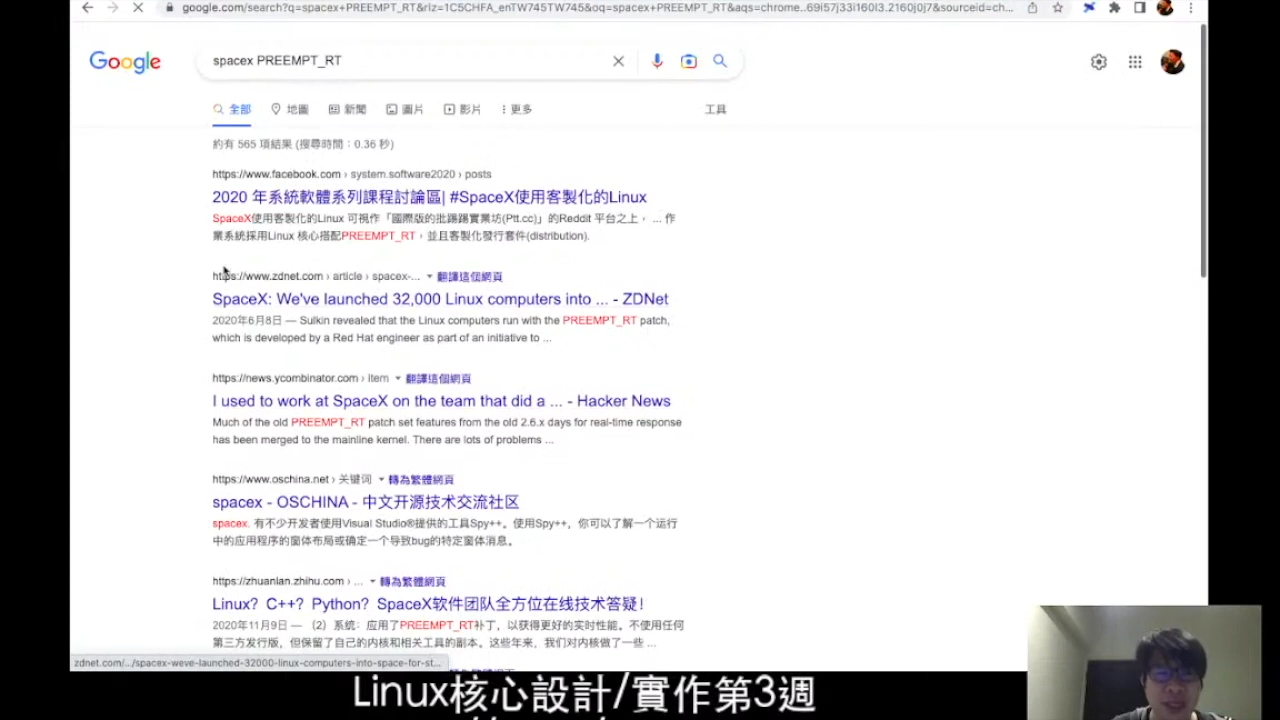 google.com/search?q=spacex+PREEMPT_RT&rlz=1C5CHFA_enTW745TW745&oq=spacex+PREEMPT_RT&aqs=chrome..69i57j33i160l3.2160j0j7&sourceid=ch...
Google
spacex PREEMPT_RT
全部 地圖 新聞 圖片 影片 更多 工具
約有 565 項結果 (搜尋時間：0.36 秒)
https://www.facebook.com › system.software2020 › posts
2020 年系統軟體系列課程討論區| #SpaceX使用客製化的Linux
SpaceX使用客製化的Linux 可視作「國際版的批踢踢實業坊(Ptt.cc)」的Reddit 平台之上， ... 作
業系統採用Linux 核心搭配PREEMPT_RT，並且客製化發行套件(distribution).
https://www.zdnet.com › article › spacex-... 翻譯這個網頁
SpaceX: We've launched 32,000 Linux computers into ... - ZDNet
2020年6月8日 — Sulkin revealed that the Linux computers run with the PREEMPT_RT patch,
which is developed by a Red Hat engineer as part of an initiative to ...
https://news.ycombinator.com › item 翻譯這個網頁
I used to work at SpaceX on the team that did a ... - Hacker News
Much of the old PREEMPT_RT patch set features from the old 2.6.x days for real-time response
has been merged to the mainline kernel. There are lots of problems ...
https://www.oschina.net › 关键词 轉為繁體網頁
spacex - OSCHINA - 中文开源技术交流社区
spacex. 有不少开发者使用Visual Studio®提供的工具Spy++。使用Spy++，你可以了解一个运行
中的应用程序的窗体布局或确定一个导致bug的特定窗体消息。
https://zhuanlan.zhihu.com › ... 轉為繁體網頁
Linux？C++？Python？SpaceX软件团队全方位在线技术答疑！
2020年11月9日 — （2）系统：应用了PREEMPT_RT补丁，以获得更好的实时性能。不使用任何
第三方发行版，但保留了自己的内核和相关工具的副本。这些年来，我们对内核做了一些 ...
zdnet.com/.../spacex-weve-launched-32000-linux-computers-into-space-for-st...
Linux核心設計/實作第3週